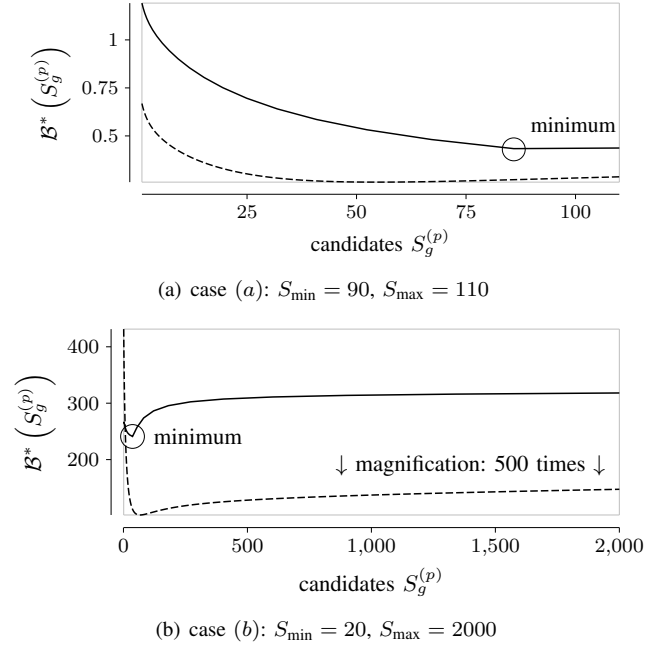 1
0.75
0.5
B* (S_g^(p))
minimum
25 50 75 100
candidates S_g^(p)
(a) case (a): S_min = 90, S_max = 110
400
300
200
B* (S_g^(p))
minimum
↓ magnification: 500 times ↓
0 500 1,000 1,500 2,000
candidates S_g^(p)
(b) case (b): S_min = 20, S_max = 2000